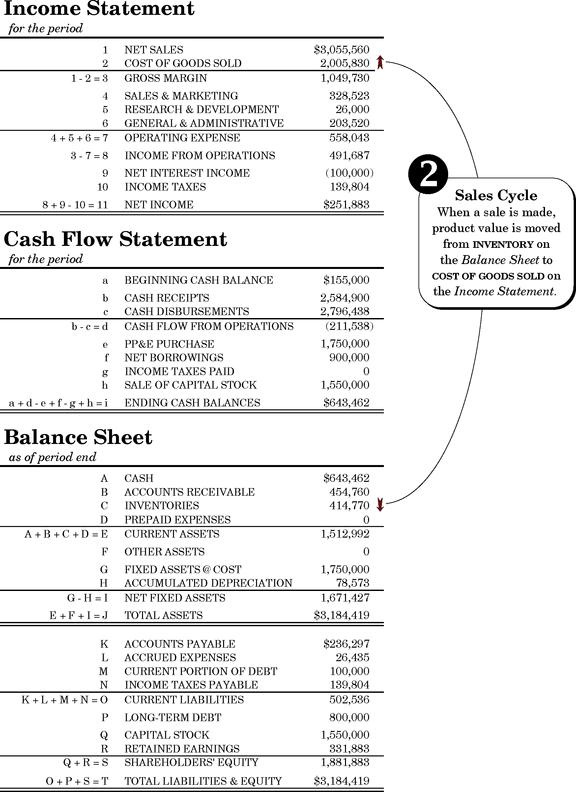 Income Statement
for the period
1 NET SALES $3,055,560
2 COST OF GOODS SOLD 2,005,830
1 - 2 = 3 GROSS MARGIN 1,049,730
4 SALES & MARKETING 328,523
5 RESEARCH & DEVELOPMENT 26,000
6 GENERAL & ADMINISTRATIVE 203,520
4 + 5 + 6 = 7 OPERATING EXPENSE 558,043
3 - 7 = 8 INCOME FROM OPERATIONS 491,687
9 NET INTEREST INCOME (100,000)
10 INCOME TAXES 139,804
8 + 9 - 10 = 11 NET INCOME $251,883
2
Sales Cycle
When a sale is made,
product value is moved
from INVENTORY on
the Balance Sheet to
COST OF GOODS SOLD on
the Income Statement.
Cash Flow Statement
for the period
a BEGINNING CASH BALANCE $155,000
b CASH RECEIPTS 2,584,900
c CASH DISBURSEMENTS 2,796,438
b - c = d CASH FLOW FROM OPERATIONS (211,538)
e PP&E PURCHASE 1,750,000
f NET BORROWINGS 900,000
g INCOME TAXES PAID 0
h SALE OF CAPITAL STOCK 1,550,000
a + d - e + f - g + h = i ENDING CASH BALANCES $643,462
Balance Sheet
as of period end
A CASH $643,462
B ACCOUNTS RECEIVABLE 454,760
C INVENTORIES 414,770
D PREPAID EXPENSES 0
A + B + C + D = E CURRENT ASSETS 1,512,992
F OTHER ASSETS 0
G FIXED ASSETS @ COST 1,750,000
H ACCUMULATED DEPRECIATION 78,573
G - H = I NET FIXED ASSETS 1,671,427
E + F + I = J TOTAL ASSETS $3,184,419
K ACCOUNTS PAYABLE $236,297
L ACCRUED EXPENSES 26,435
M CURRENT PORTION OF DEBT 100,000
N INCOME TAXES PAYABLE 139,804
K + L + M + N = O CURRENT LIABILITIES 502,536
P LONG-TERM DEBT 800,000
Q CAPITAL STOCK 1,550,000
R RETAINED EARNINGS 331,883
Q + R = S SHAREHOLDERS' EQUITY 1,881,883
O + P + S = T TOTAL LIABILITIES & EQUITY $3,184,419